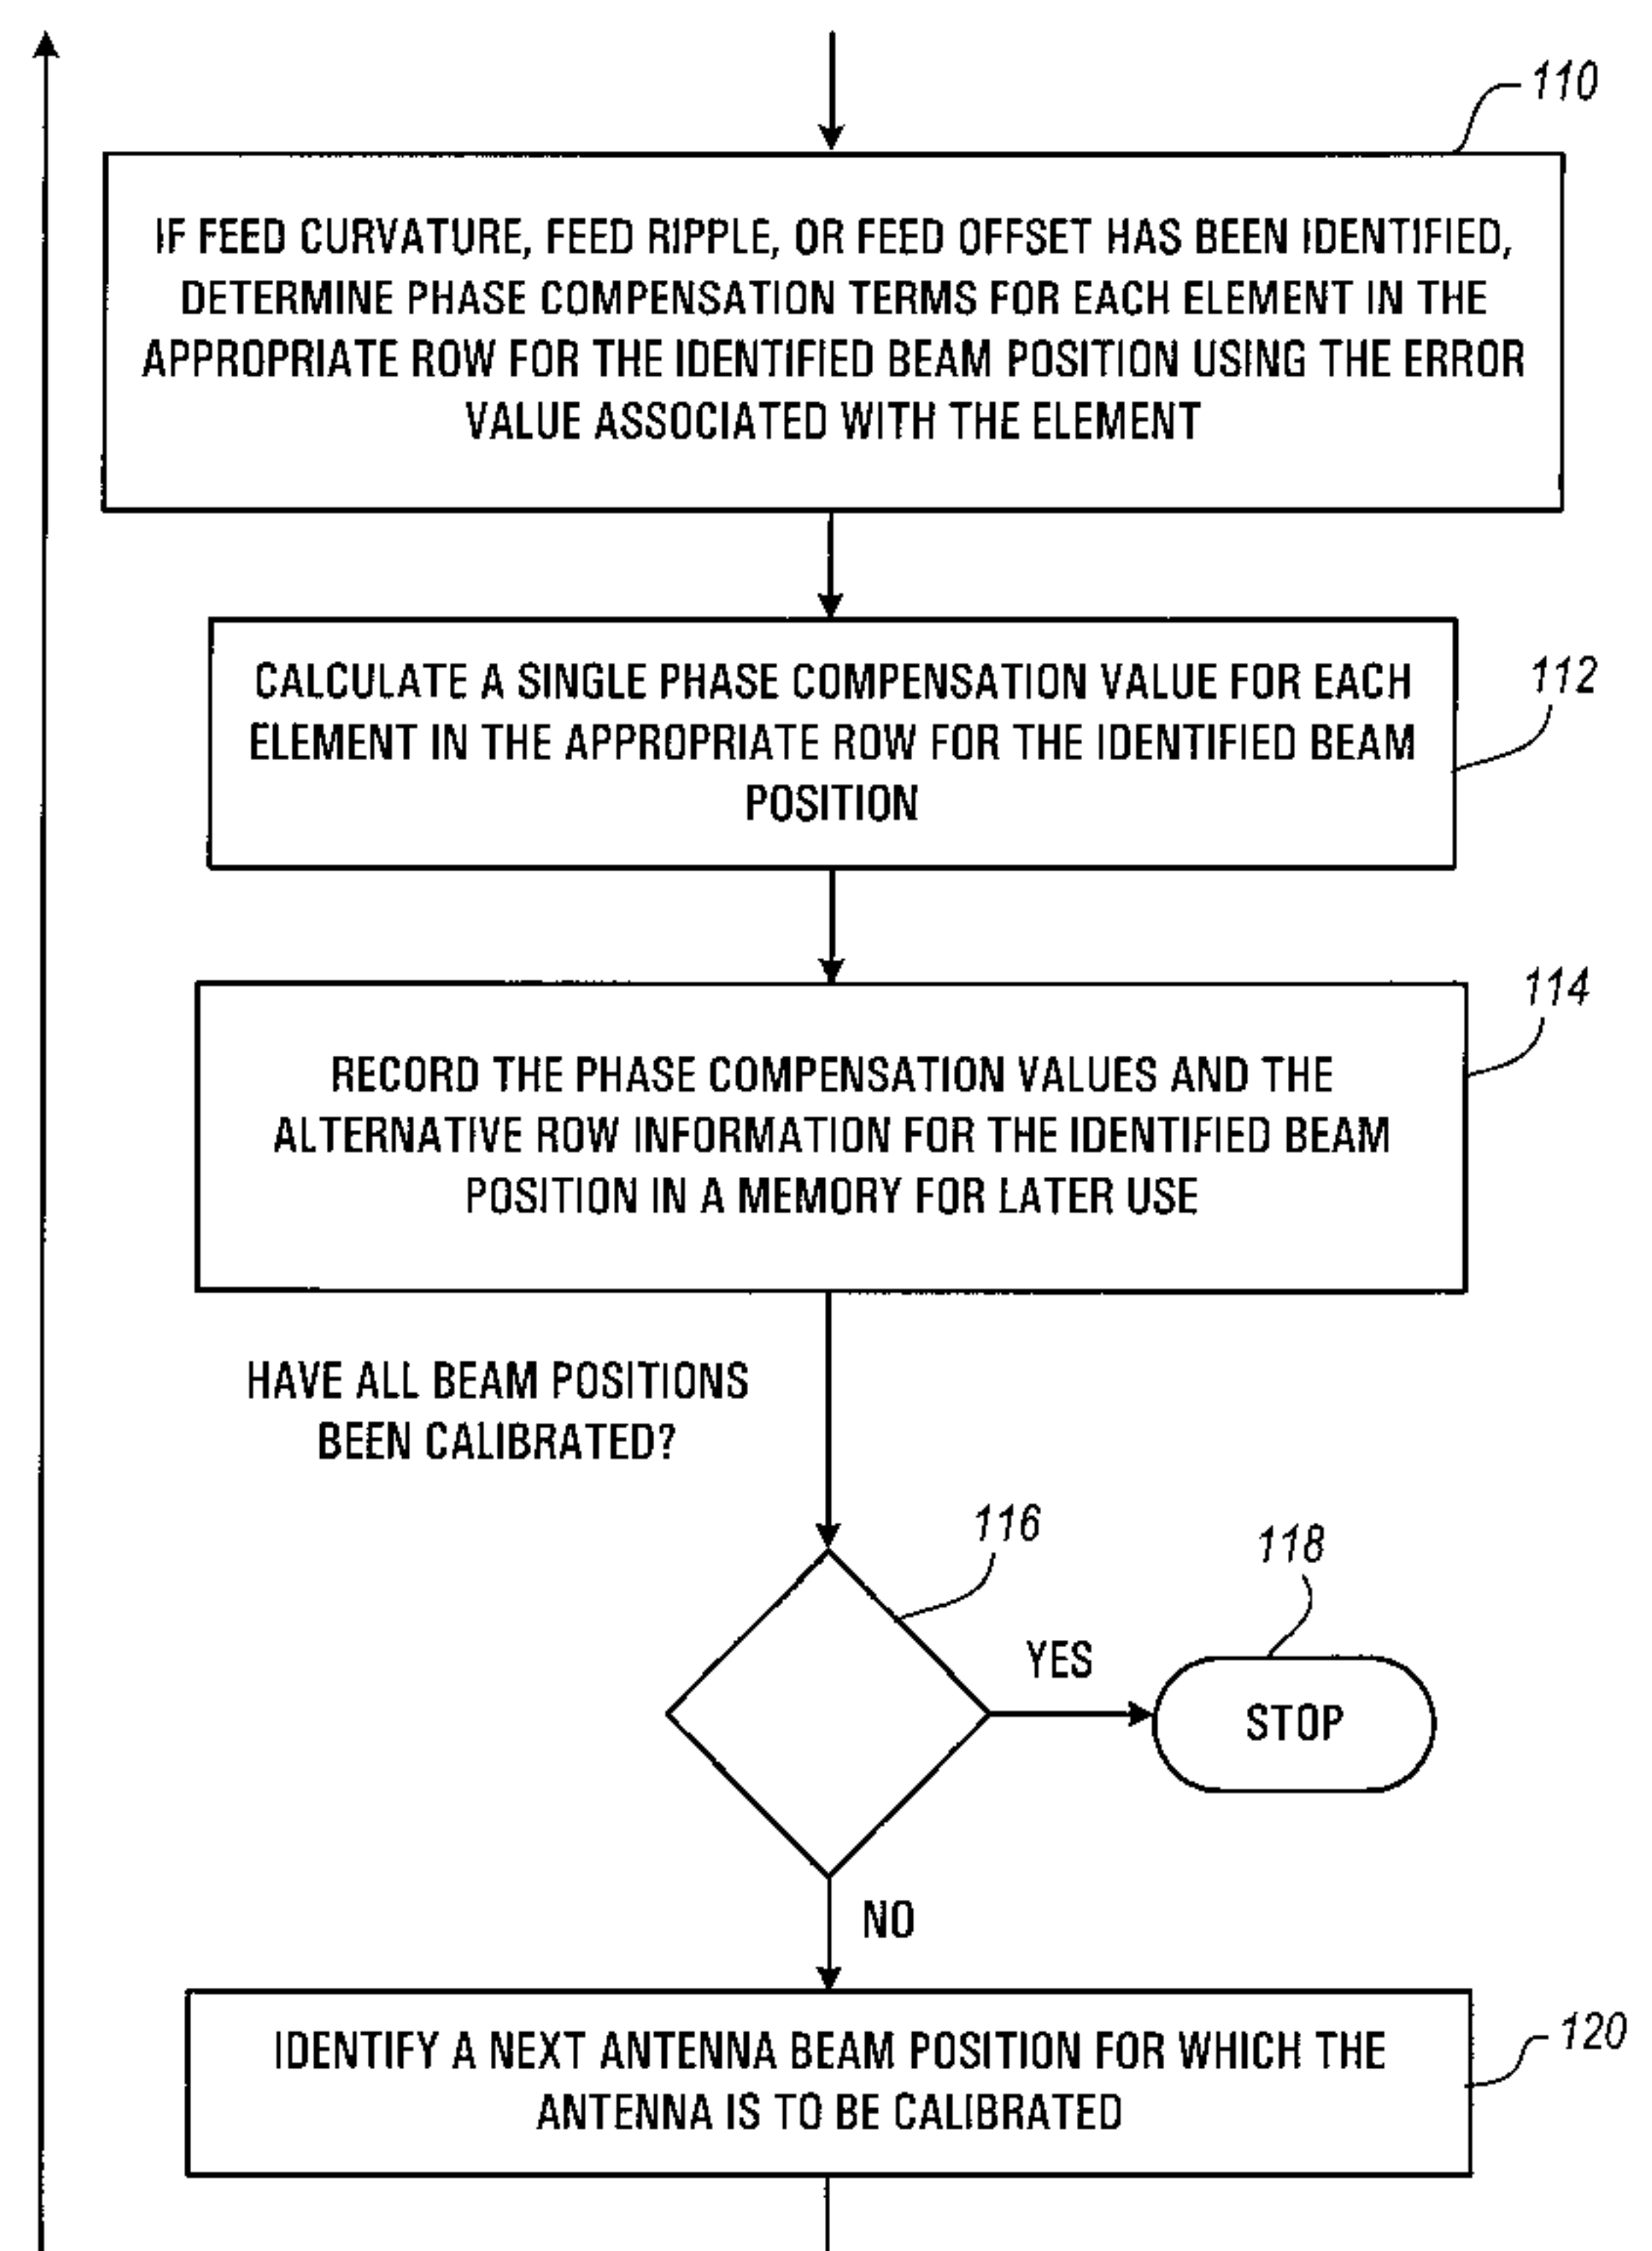 110
IF FEED CURVATURE, FEED RIPPLE, OR FEED OFFSET HAS BEEN IDENTIFIED,
DETERMINE PHASE COMPENSATION TERMS FOR EACH ELEMENT IN THE
APPROPRIATE ROW FOR THE IDENTIFIED BEAM POSITION USING THE ERROR
VALUE ASSOCIATED WITH THE ELEMENT
112
CALCULATE A SINGLE PHASE COMPENSATION VALUE FOR EACH
ELEMENT IN THE APPROPRIATE ROW FOR THE IDENTIFIED BEAM
POSITION
114
RECORD THE PHASE COMPENSATION VALUES AND THE
ALTERNATIVE ROW INFORMATION FOR THE IDENTIFIED BEAM
POSITION IN A MEMORY FOR LATER USE
HAVE ALL BEAM POSITIONS
BEEN CALIBRATED?
116
118
YES
STOP
NO
120
IDENTIFY A NEXT ANTENNA BEAM POSITION FOR WHICH THE
ANTENNA IS TO BE CALIBRATED